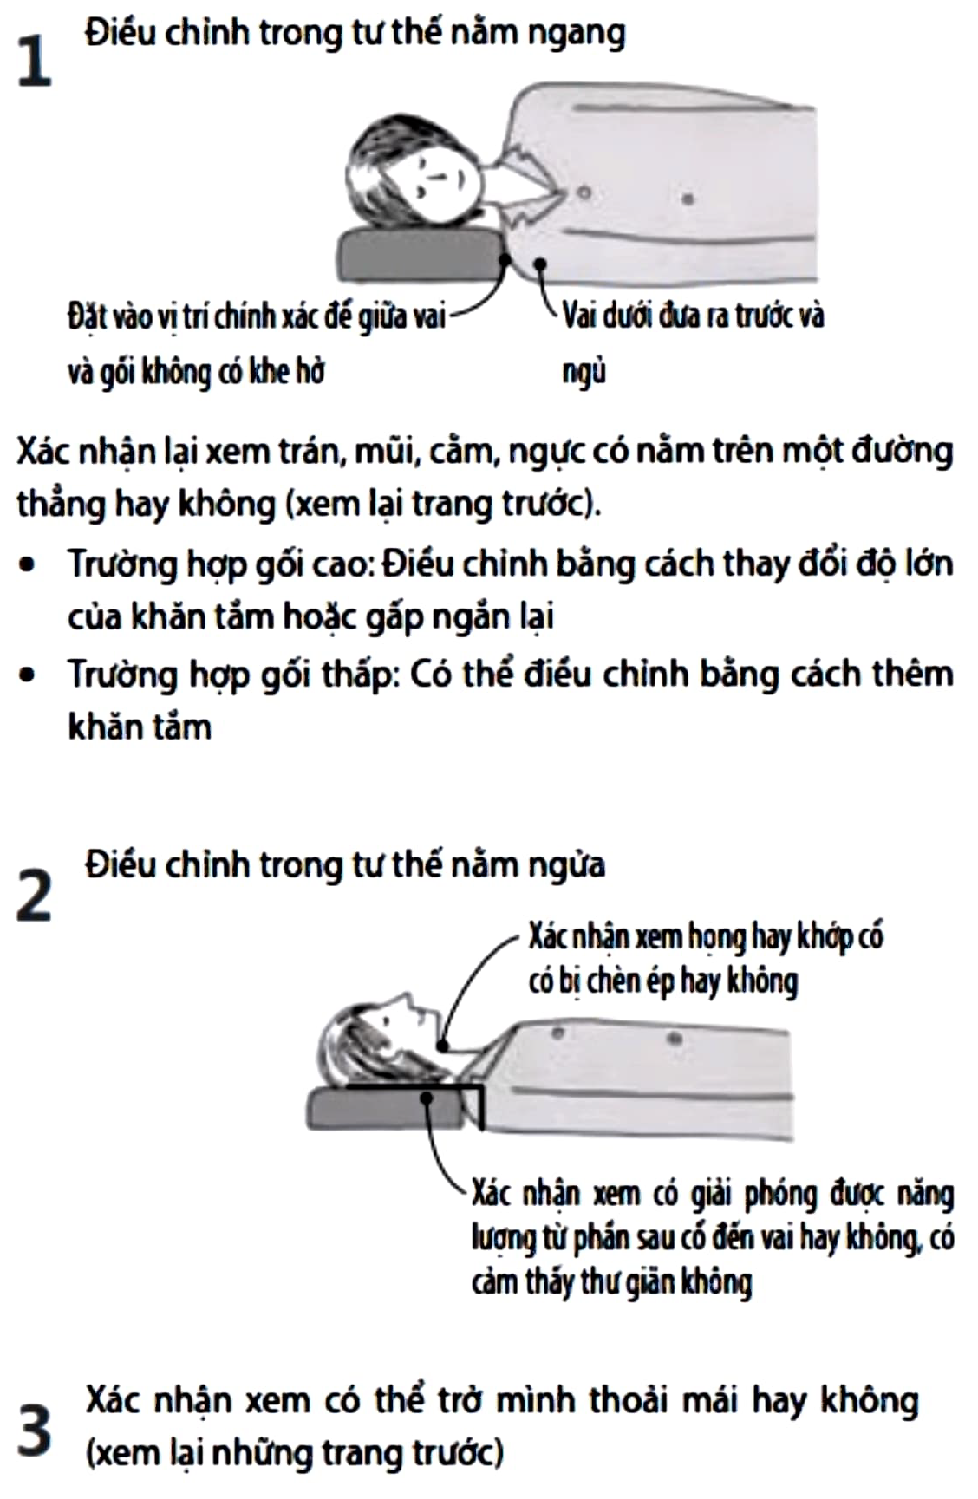 1
Điều chỉnh trong tư thế nằm ngang
Đặt vào vị trí chính xác để giữa vai
và gối không có khe hở
Vai dưới đưa ra trước và
ngủ
Xác nhận lại xem trán, mũi, cằm, ngực có nằm trên một đường
thẳng hay không (xem lại trang trước).
• Trường hợp gối cao: Điều chỉnh bằng cách thay đổi độ lớn
của khăn tắm hoặc gấp ngắn lại
• Trường hợp gối thấp: Có thể điều chỉnh bằng cách thêm
khăn tắm
2
Điều chỉnh trong tư thế nằm ngửa
Xác nhận xem họng hay khớp cổ
có bị chèn ép hay không
Xác nhận xem có giải phóng được năng
lượng từ phần sau cổ đến vai hay không, có
cảm thấy thư giãn không
3
Xác nhận xem có thể trở mình thoải mái hay không
(xem lại những trang trước)